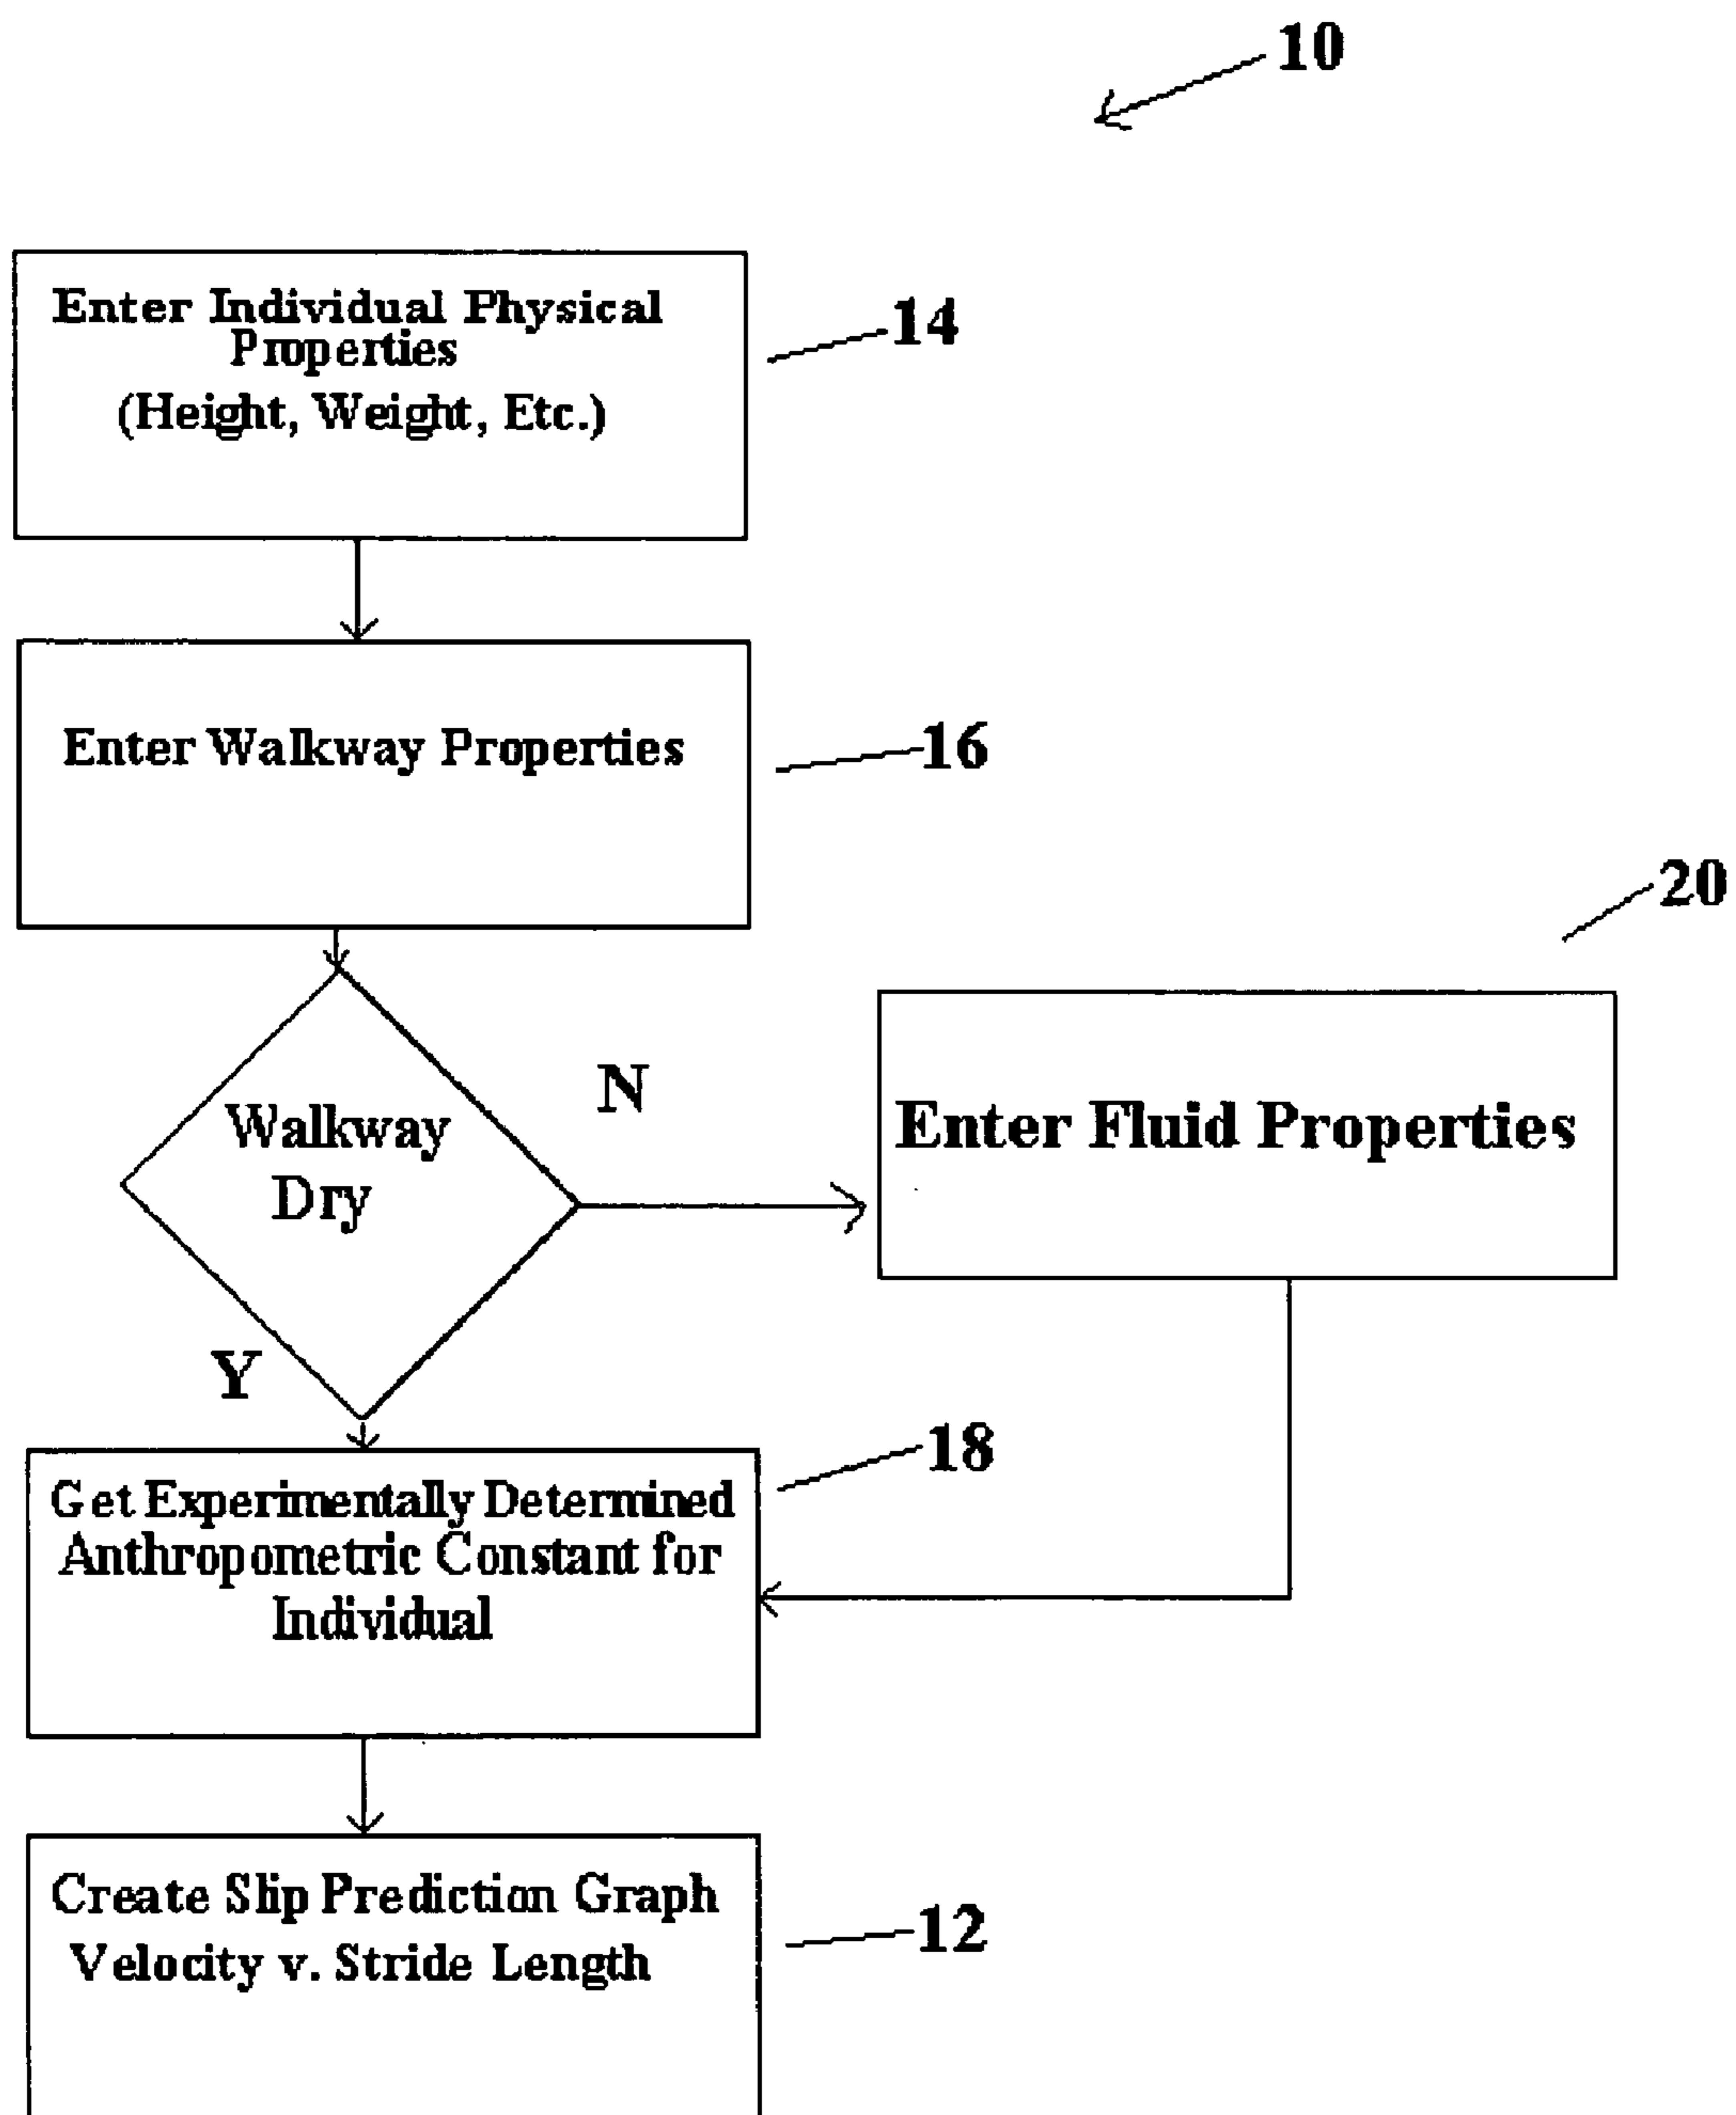 10
Enter Individual Physical
Properties
(Height, Weight, Etc.)
14
Enter Walkway Properties
16
20
Walkway
Dry
N
Enter Fluid Properties
Y
18
Get Experimentally Determined
Anthropometric Constant for
Individual
Create Slip Prediction Graph
Velocity v. Stride Length
12